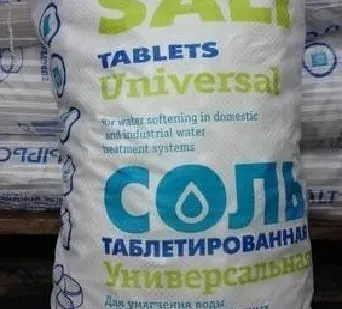 SALT
TABLETS
Universal
for water softening in domestic
and industrial water
treatment systems
СОЛЬ
ТАБЛЕТИРОВАННАЯ
Универсальная
Для умягчения воды